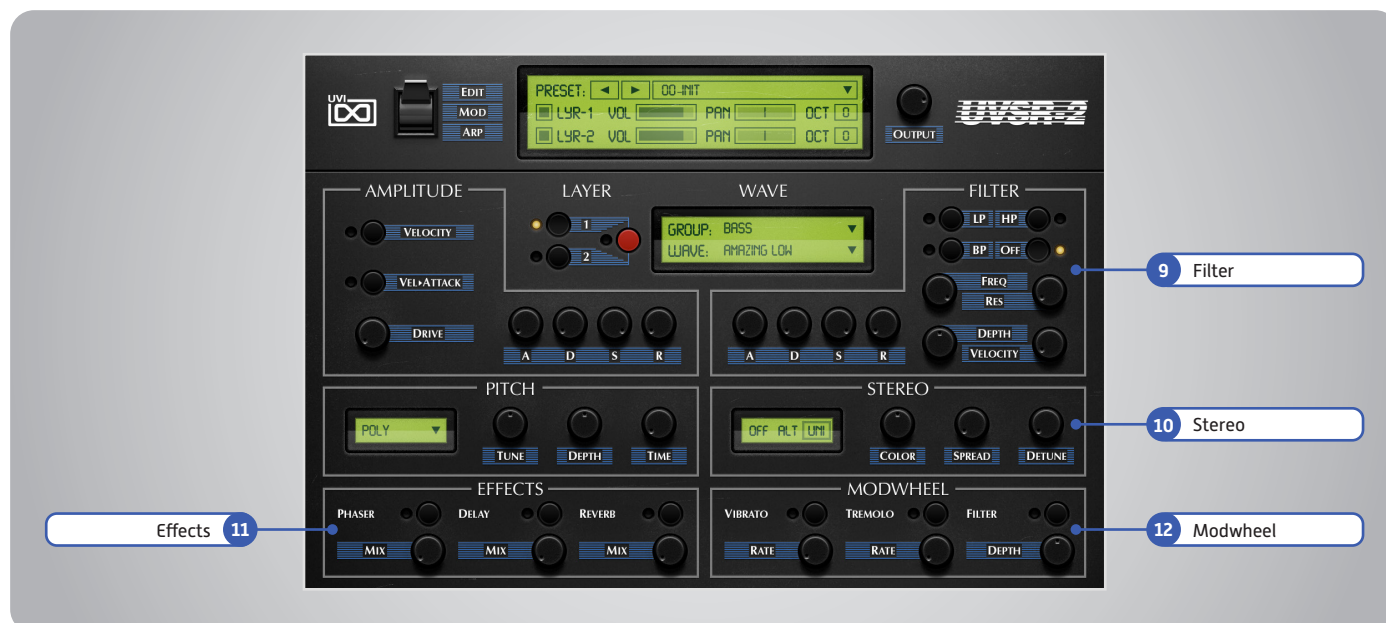 UVI
EDIT
MOD
ARP
PRESET: 00-INIT
LYR-1 VOL PAN OCT 0
LYR-2 VOL PAN OCT 0
OUTPUT
UVSR-2
AMPLITUDE
VELOCITY
VEL▸ATTACK
DRIVE
A D S R
LAYER
1
2
WAVE
GROUP: BASS
WAVE: AMAZING LOW
FILTER
LP HP
BP OFF
FREQ
RES
DEPTH
VELOCITY
A D S R
9 Filter
PITCH
POLY
TUNE DEPTH TIME
STEREO
OFF ALT UNI
COLOR SPREAD DETUNE
10 Stereo
EFFECTS
PHASER DELAY REVERB
MIX MIX MIX
Effects 11
MODWHEEL
VIBRATO TREMOLO FILTER
RATE RATE DEPTH
12 Modwheel